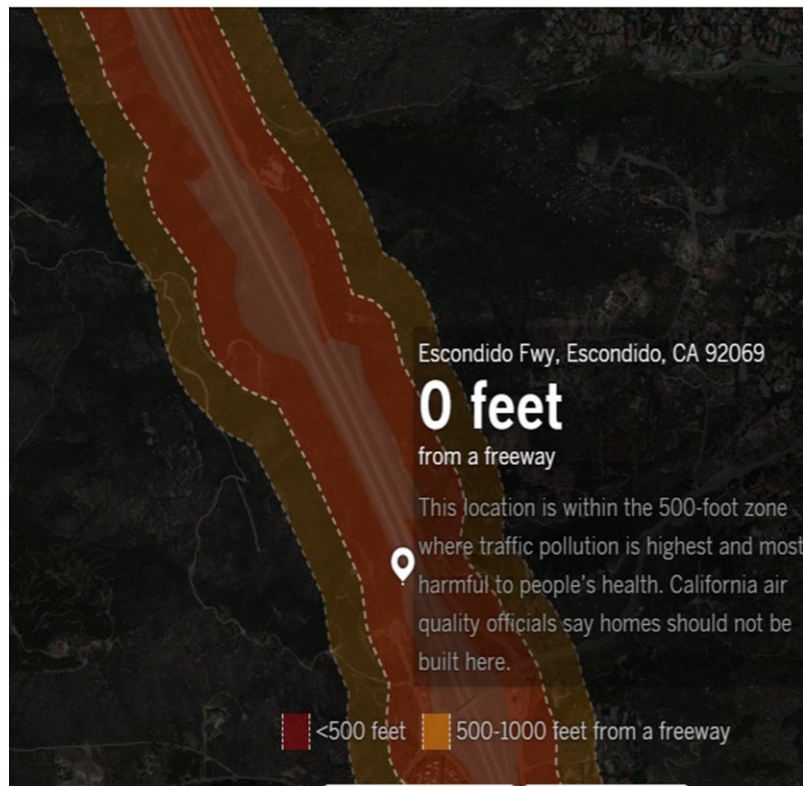 Escondido Fwy, Escondido, CA 92069
0 feet
from a freeway
This location is within the 500-foot zone
where traffic pollution is highest and most
harmful to people's health. California air
quality officials say homes should not be
built here.
<500 feet 500-1000 feet from a freeway